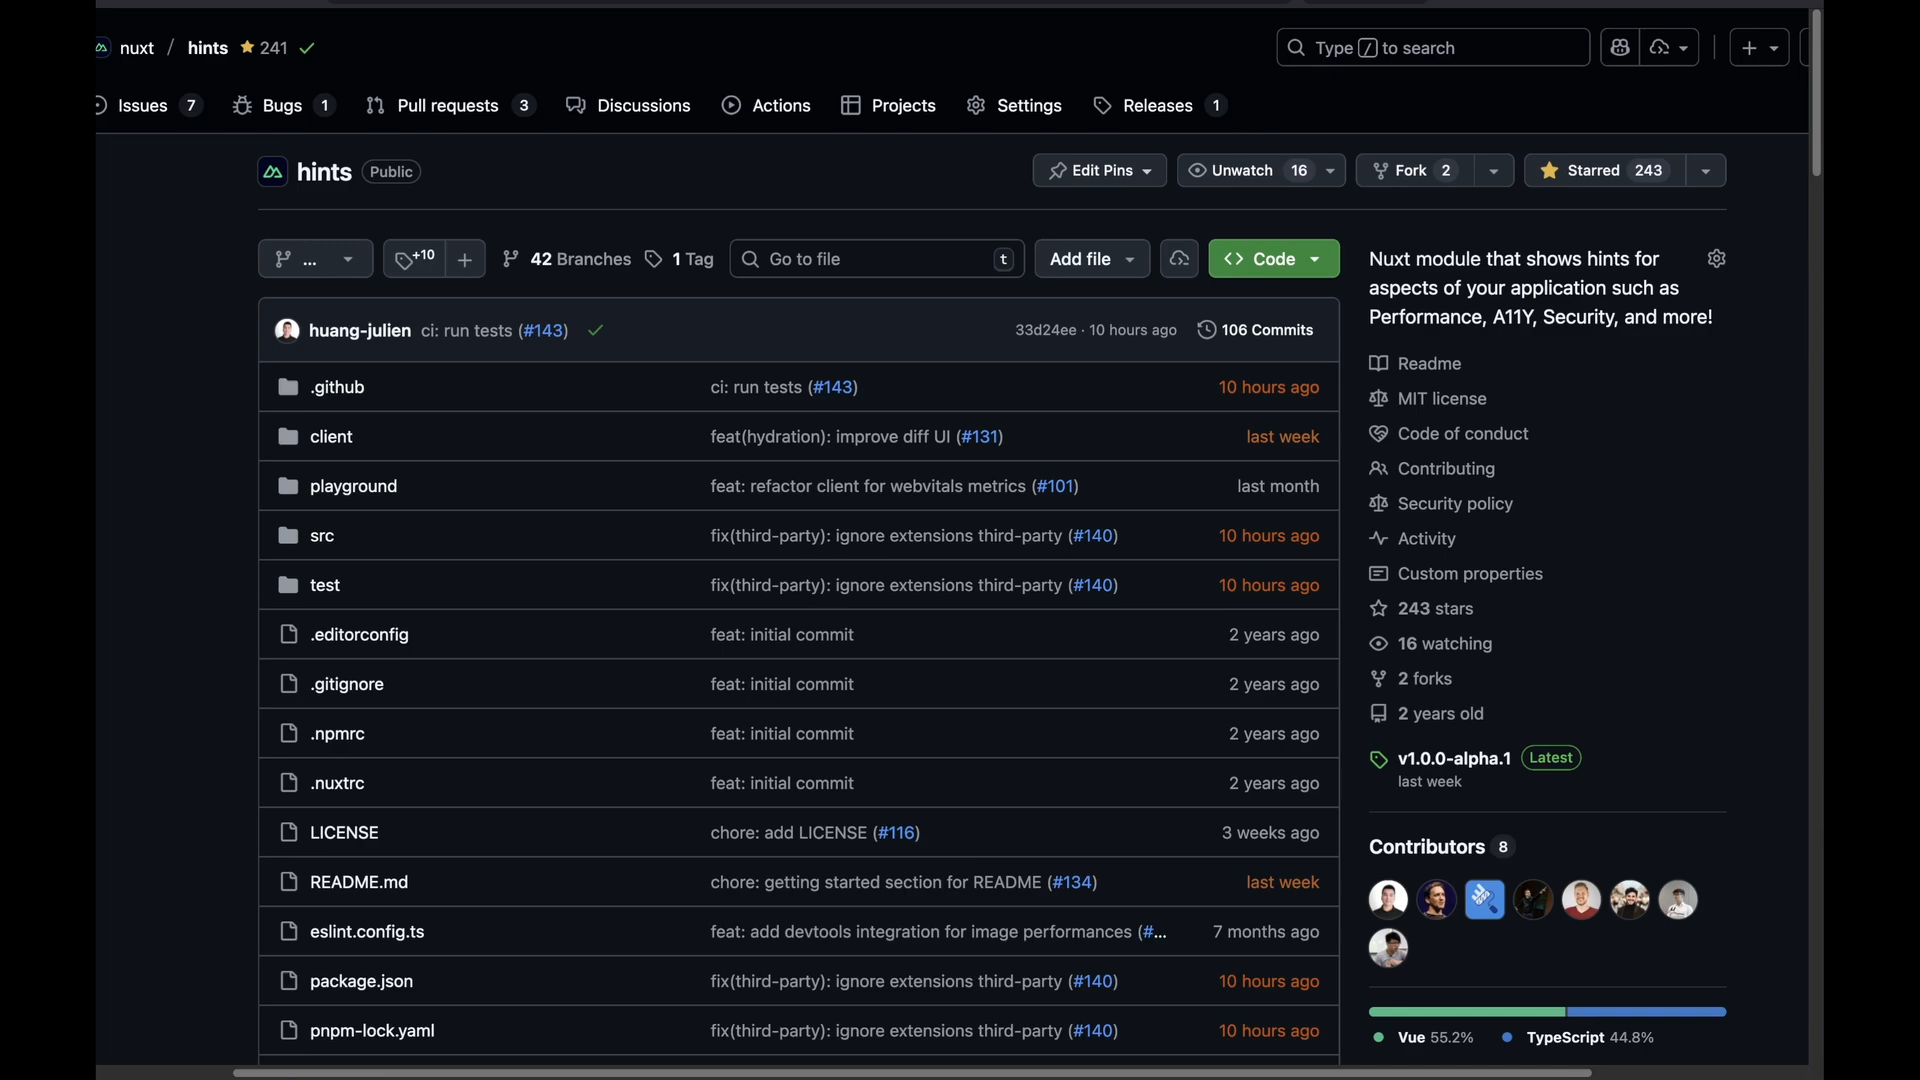 nuxt / hints 241
Type / to search
Issues 7 Bugs 1 Pull requests 3 Discussions Actions Projects Settings Releases 1
hints Public
Edit Pins Unwatch 16 Fork 2 Starred 243
... +10 42 Branches 1 Tag Go to file t Add file Code
huang-julien ci: run tests (#143) 33d24ee · 10 hours ago 106 Commits
.github ci: run tests (#143) 10 hours ago
client feat(hydration): improve diff UI (#131) last week
playground feat: refactor client for webvitals metrics (#101) last month
src fix(third-party): ignore extensions third-party (#140) 10 hours ago
test fix(third-party): ignore extensions third-party (#140) 10 hours ago
.editorconfig feat: initial commit 2 years ago
.gitignore feat: initial commit 2 years ago
.npmrc feat: initial commit 2 years ago
.nuxtrc feat: initial commit 2 years ago
LICENSE chore: add LICENSE (#116) 3 weeks ago
README.md chore: getting started section for README (#134) last week
eslint.config.ts feat: add devtools integration for image performances (#... 7 months ago
package.json fix(third-party): ignore extensions third-party (#140) 10 hours ago
pnpm-lock.yaml fix(third-party): ignore extensions third-party (#140) 10 hours ago
Nuxt module that shows hints for
aspects of your application such as
Performance, A11Y, Security, and more!
Readme
MIT license
Code of conduct
Contributing
Security policy
Activity
Custom properties
243 stars
16 watching
2 forks
2 years old
v1.0.0-alpha.1 Latest
last week
Contributors 8
Vue 55.2% TypeScript 44.8%